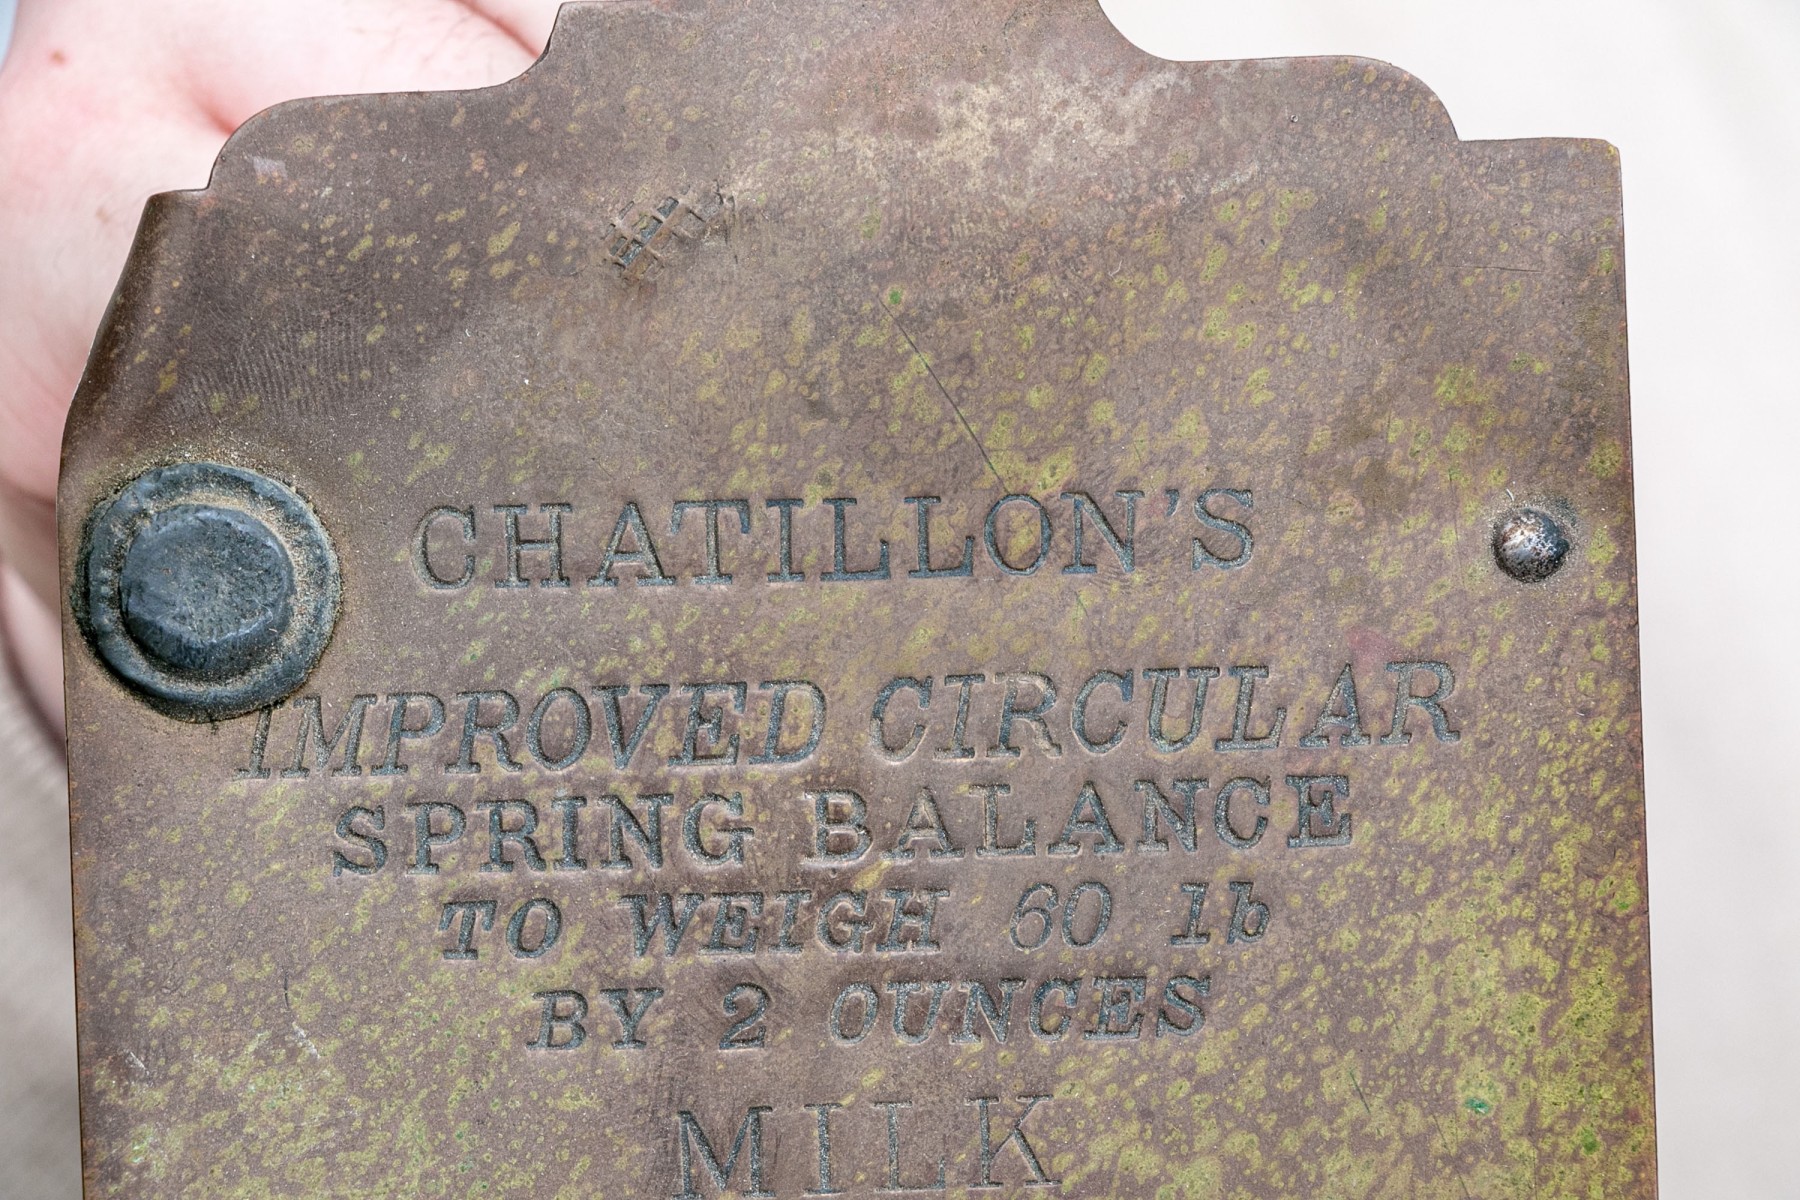 CHATILLON'S
IMPROVED CIRCULAR
SPRING BALANCE
TO WEIGH 60 lb
BY 2 OUNCES
MILK